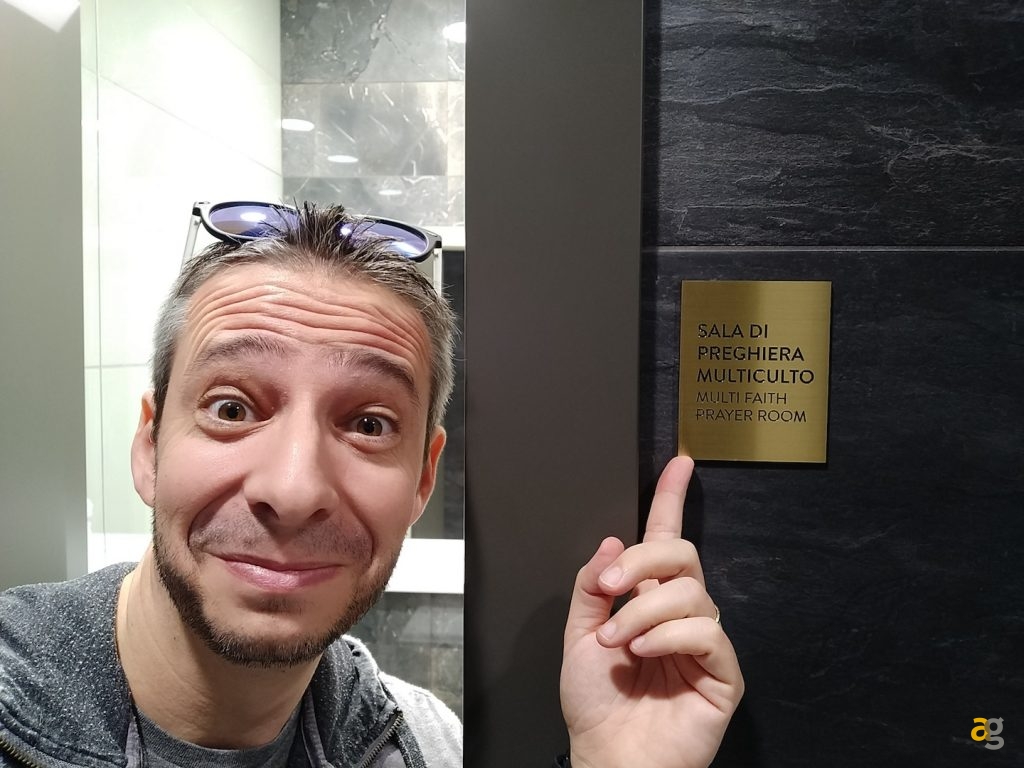 SALA DI
PREGHIERA
MULTICULTO
MULTI FAITH
PRAYER ROOM
ag